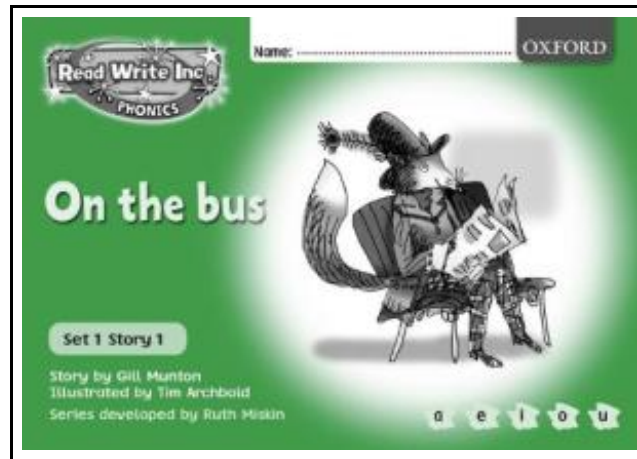 Name: ........................................................
OXFORD
Read Write Inc.
PHONICS
On the bus
Set 1 Story 1
Story by Gill Munton
Illustrated by Tim Archbold
Series developed by Ruth Miskin
a e i o u